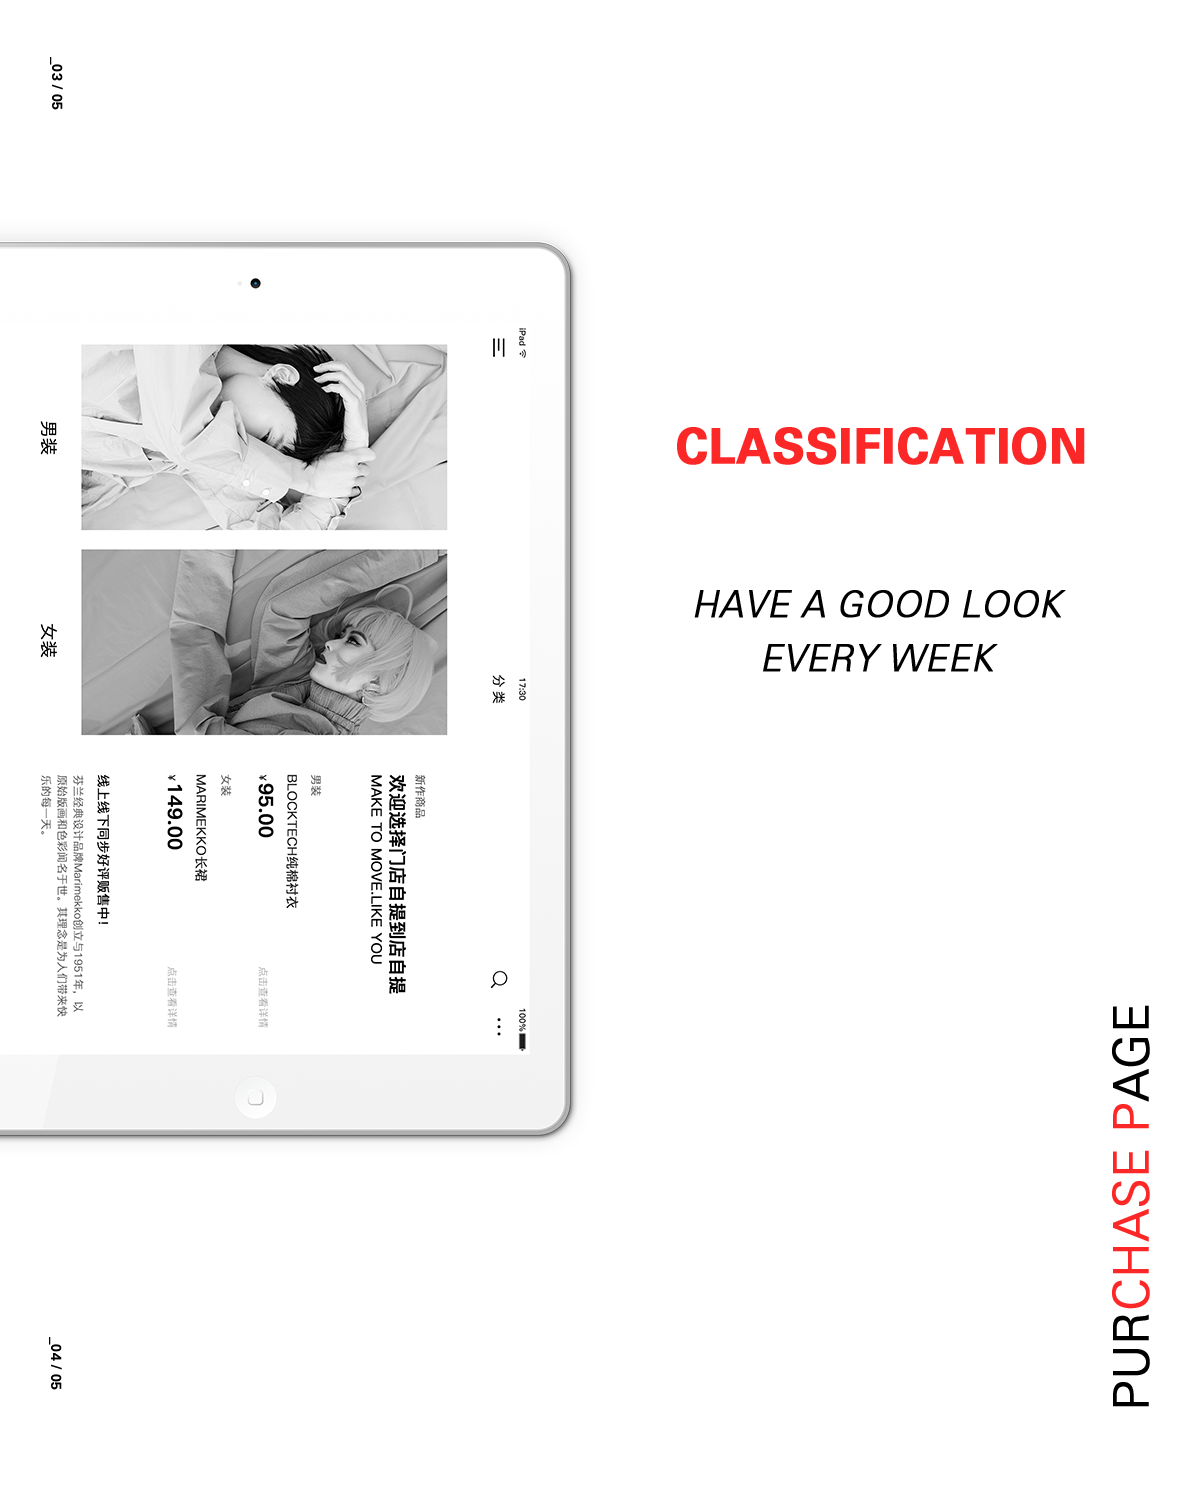 _03 / 05
CLASSIFICATION
HAVE A GOOD LOOK
EVERY WEEK
iPad
17:30
100%
分类
男装
女装
新作商品
欢迎选择门店自提到店自提
MAKE TO MOVE.LIKE YOU
男装
BLOCKTECH纯棉衬衣
¥95.00
点击查看详情
女装
MARIMEKKO长裙
¥149.00
点击查看详情
线上线下同步好评贩售中!
芬兰经典设计品牌Marimekko创立与1951年，以
原始版画和色彩闻名于世。其理念是为人们带来快
乐的每一天。
PURCHASE PAGE
_04 / 05